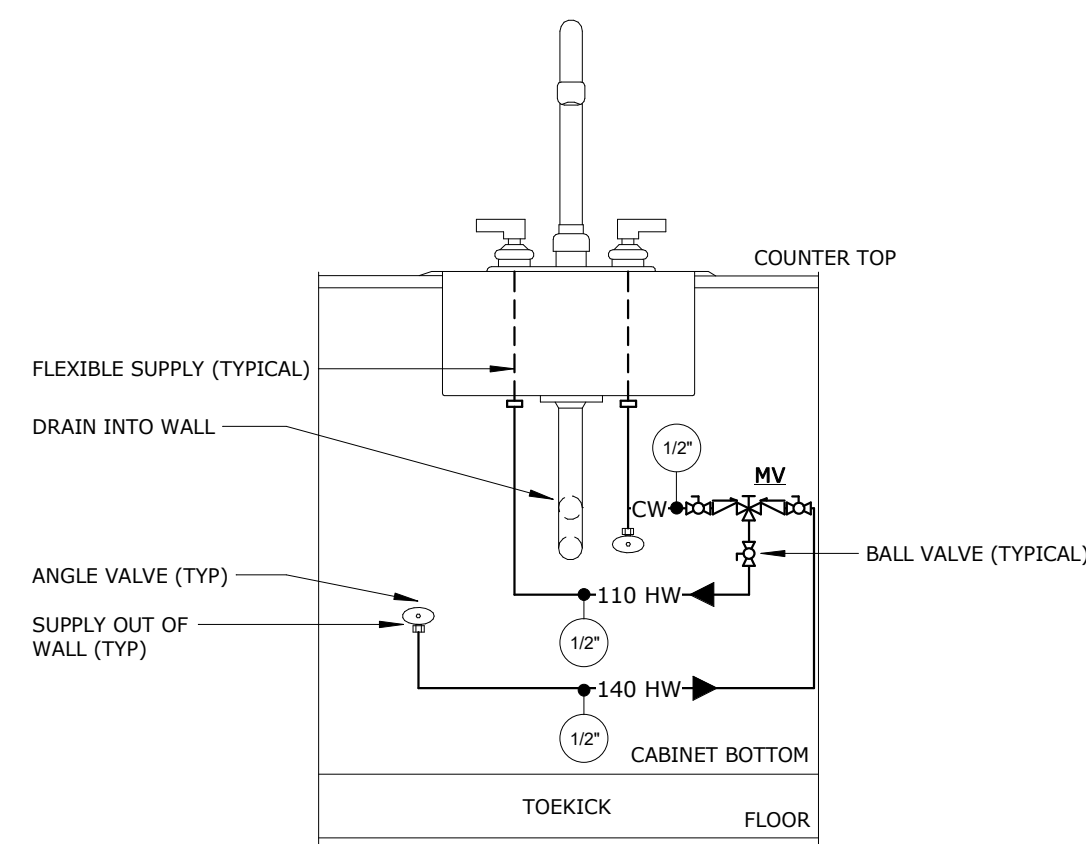 COUNTER TOP
FLEXIBLE SUPPLY (TYPICAL)
DRAIN INTO WALL
1/2"
MV
CW
BALL VALVE (TYPICAL)
ANGLE VALVE (TYP)
110 HW
SUPPLY OUT OF
WALL (TYP)
1/2"
140 HW
1/2"
CABINET BOTTOM
TOEKICK
FLOOR